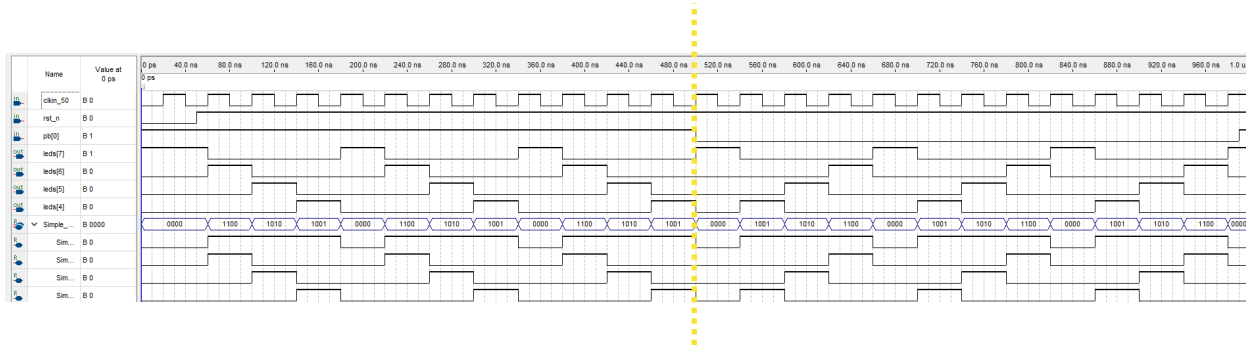 Name Value at 0 ps
0 ps 40.0 ns 80.0 ns 120.0 ns 160.0 ns 200.0 ns 240.0 ns 280.0 ns 320.0 ns 360.0 ns 400.0 ns 440.0 ns 480.0 ns 520.0 ns 560.0 ns 600.0 ns 640.0 ns 680.0 ns 720.0 ns 760.0 ns 800.0 ns 840.0 ns 880.0 ns 920.0 ns 960.0 ns 1.0 u
0 ps
in clkin_50 B 0
in rst_n B 0
in pb[0] B 1
out leds[7] B 1
out leds[6] B 0
out leds[5] B 0
out leds[4] B 0
R Simple_... B 0000 0000 1100 1010 1001 0000 1100 1010 1001 0000 1100 1010 1001 0000 1001 1010 1100 0000 1001 1010 1100 0000 1001 1010 1100 0000
R Sim... B 0
R Sim... B 0
R Sim... B 0
R Sim... B 0